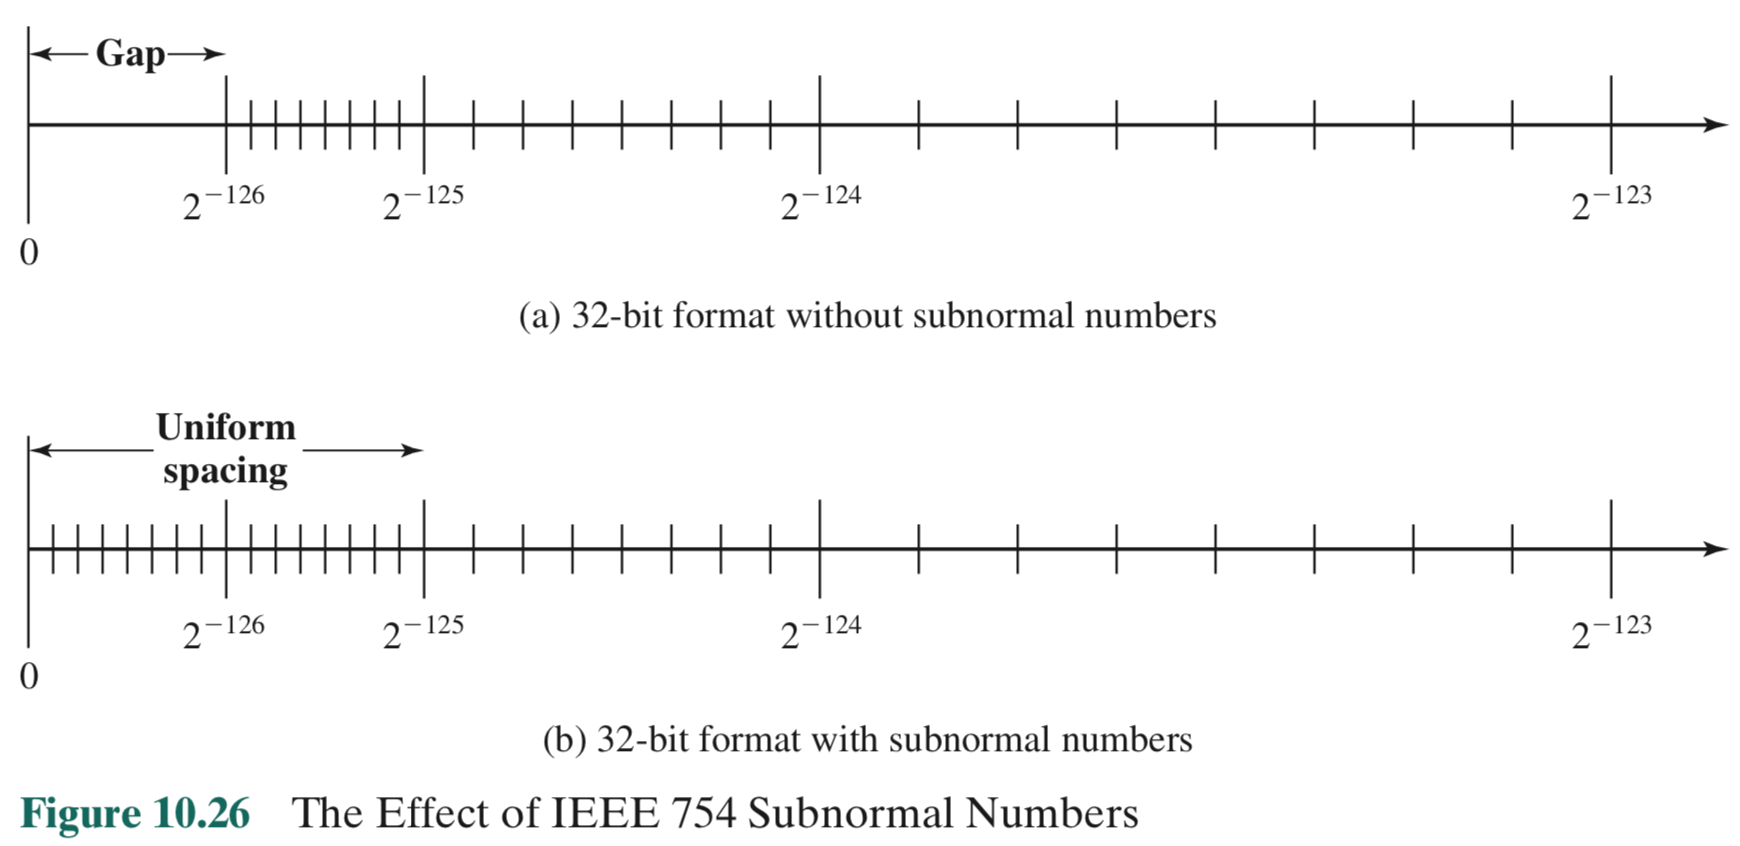 Gap
2⁻¹²⁶ 2⁻¹²⁵ 2⁻¹²⁴ 2⁻¹²³
0
(a) 32-bit format without subnormal numbers
Uniform
spacing
2⁻¹²⁶ 2⁻¹²⁵ 2⁻¹²⁴ 2⁻¹²³
0
(b) 32-bit format with subnormal numbers
Figure 10.26 The Effect of IEEE 754 Subnormal Numbers